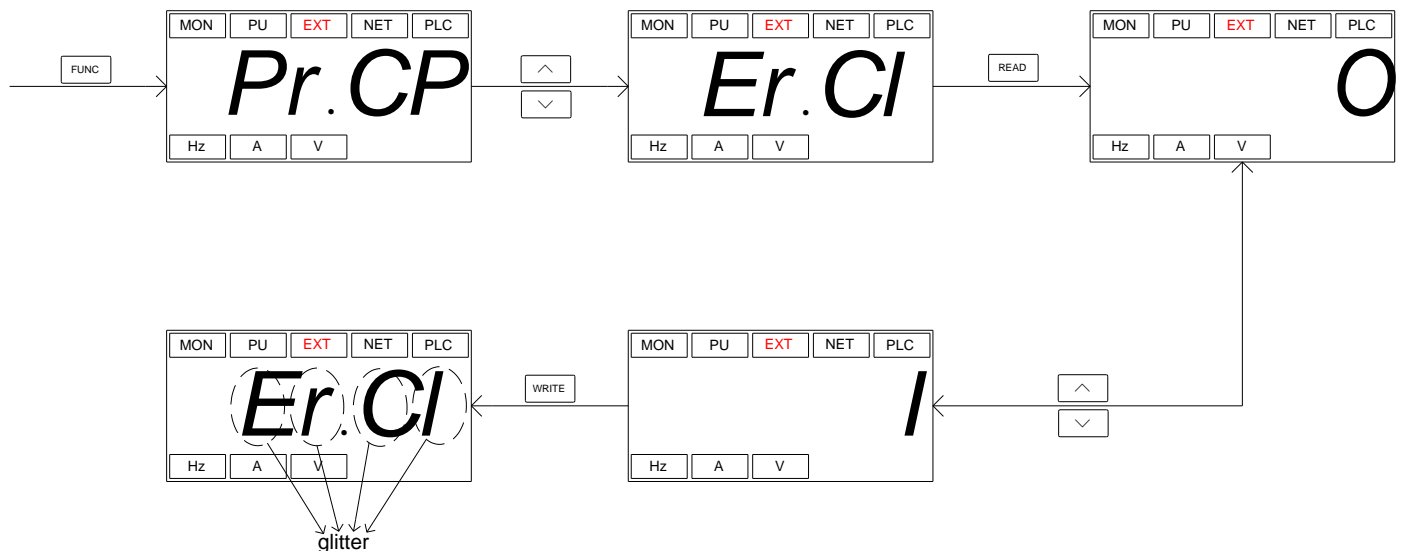 MON PU EXT NET PLC
Pr.CP
Hz A V
FUNC
MON PU EXT NET PLC
Er.Cl
Hz A V
READ
MON PU EXT NET PLC
O
Hz A V
MON PU EXT NET PLC
Er.Cl
Hz A V
glitter
WRITE
MON PU EXT NET PLC
I
Hz A V